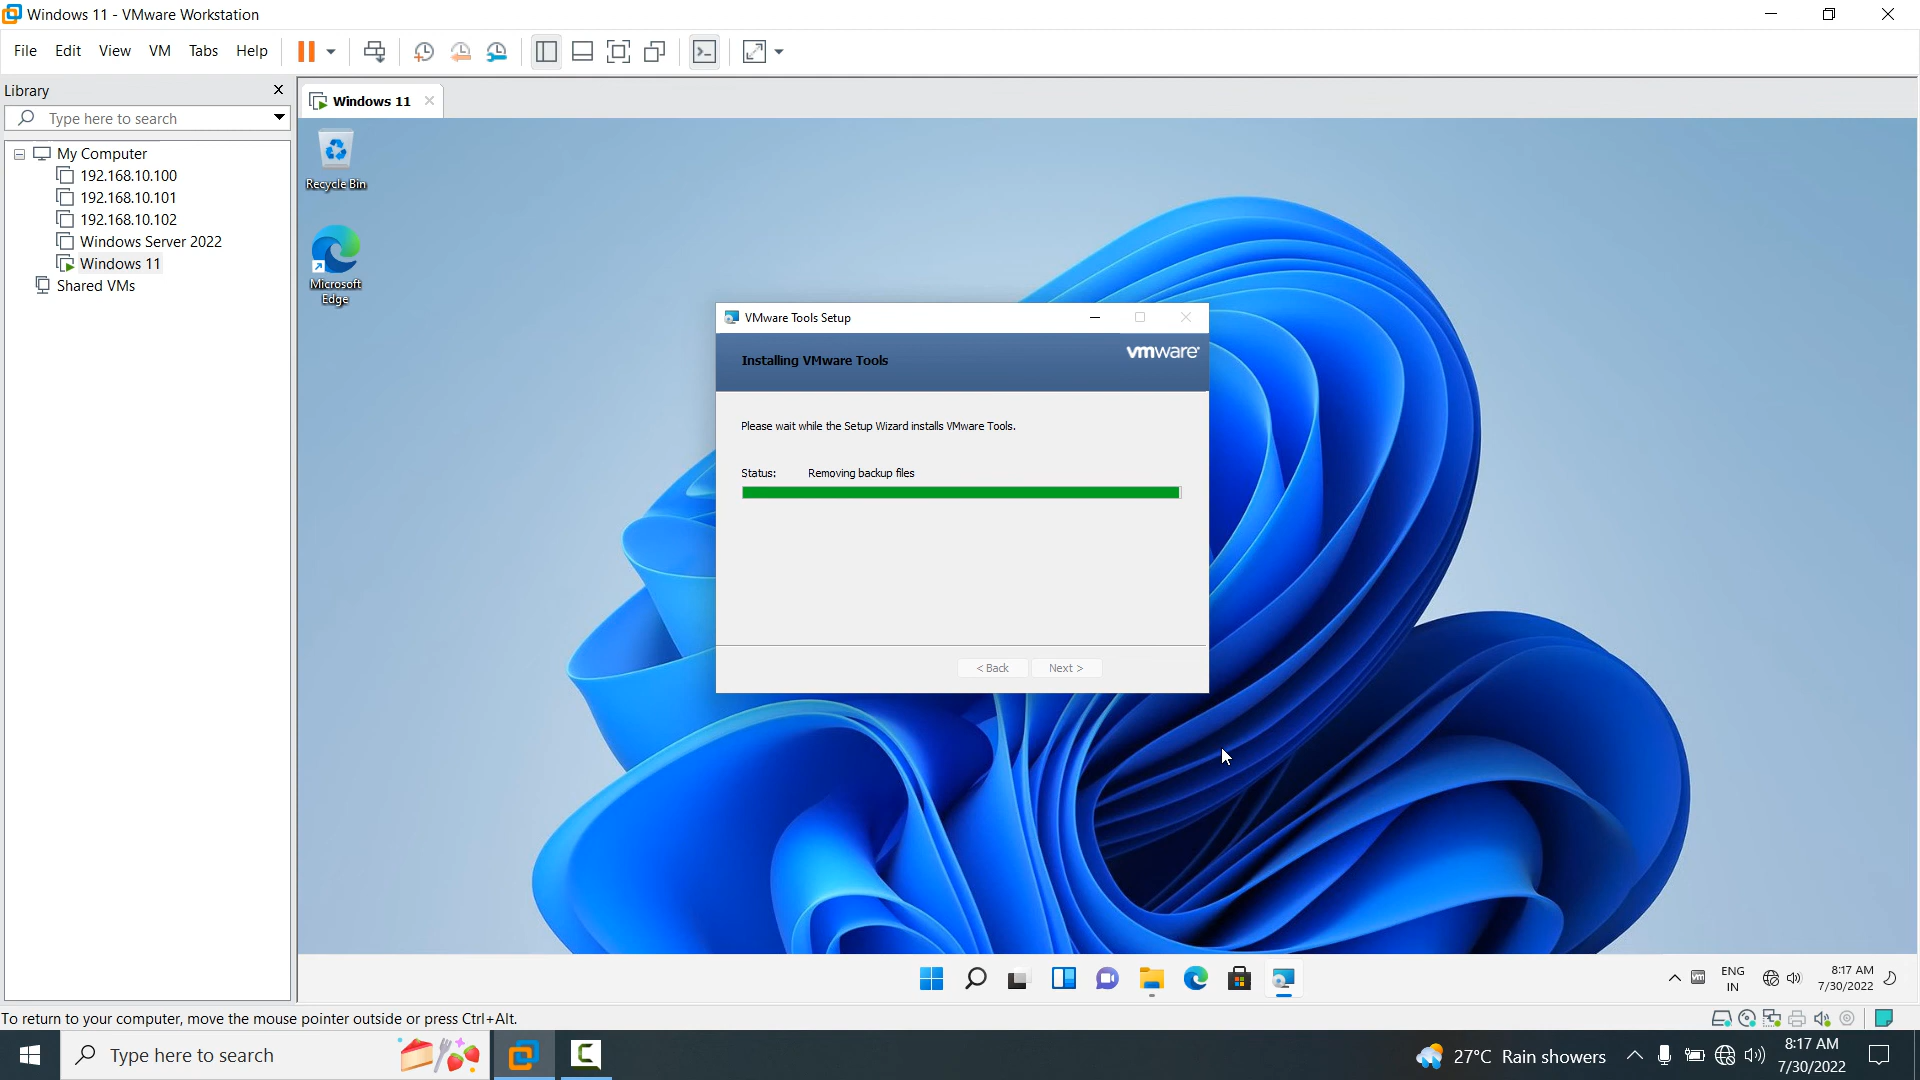 Windows 11 - VMware Workstation
File Edit View VM Tabs Help
Library
Type here to search
My Computer
192.168.10.100
192.168.10.101
192.168.10.102
Windows Server 2022
Windows 11
Shared VMs
Windows 11
Recycle Bin
Microsoft
Edge
VMware Tools Setup
Installing VMware Tools
vmware
Please wait while the Setup Wizard installs VMware Tools.
Status: Removing backup files
< Back Next >
vm
ENG
IN
8:17 AM
7/30/2022
To return to your computer, move the mouse pointer outside or press Ctrl+Alt.
Type here to search
27°C Rain showers
8:17 AM
7/30/2022